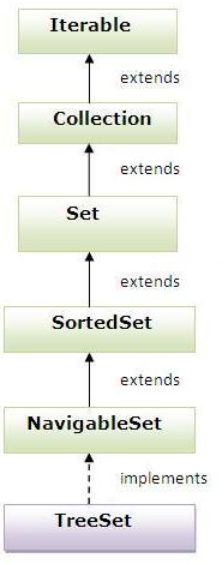 Iterable
extends
Collection
extends
Set
extends
SortedSet
extends
NavigableSet
implements
TreeSet